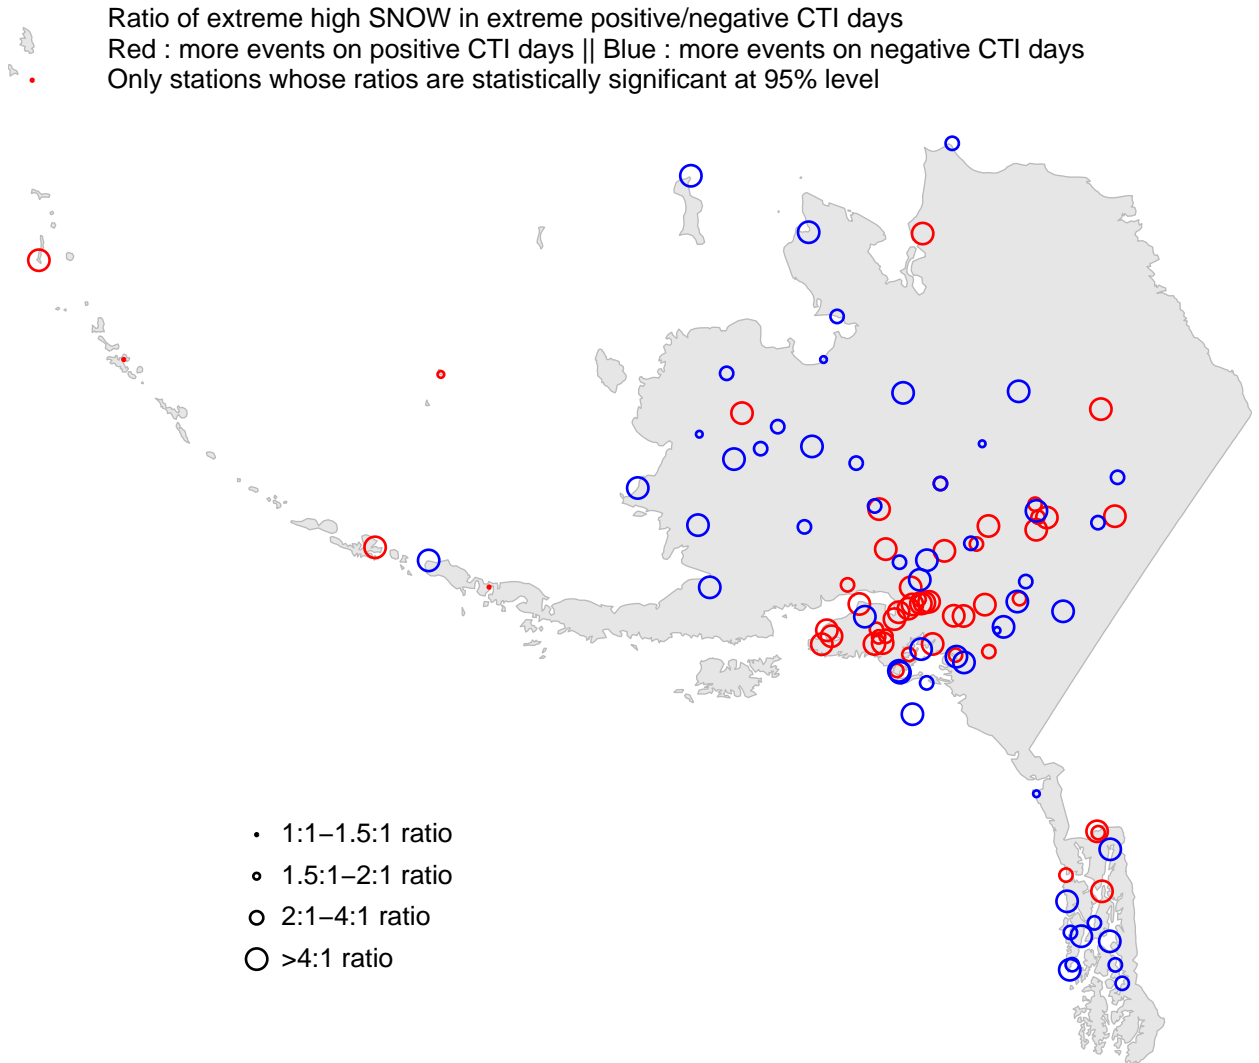 Ratio of extreme high SNOW in extreme positive/negative CTI days
Red : more events on positive CTI days || Blue : more events on negative CTI days
Only stations whose ratios are statistically significant at 95% level
1:1−1.5:1 ratio
1.5:1−2:1 ratio
2:1−4:1 ratio
>4:1 ratio